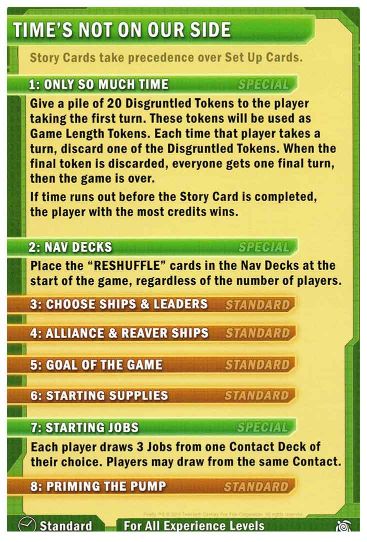 TIME'S NOT ON OUR SIDE
Story Cards take precedence over Set Up Cards.
1: ONLY SO MUCH TIME SPECIAL
Give a pile of 20 Disgruntled Tokens to the player
taking the first turn. These tokens will be used as
Game Length Tokens. Each time that player takes a
turn, discard one of the Disgruntled Tokens. When the
final token is discarded, everyone gets one final turn,
then the game is over.
If time runs out before the Story Card is completed,
the player with the most credits wins.
2: NAV DECKS SPECIAL
Place the “RESHUFFLE” cards in the Nav Decks at the
start of the game, regardless of the number of players.
3: CHOOSE SHIPS & LEADERS STANDARD
4: ALLIANCE & REAVER SHIPS STANDARD
5: GOAL OF THE GAME STANDARD
6: STARTING SUPPLIES STANDARD
7: STARTING JOBS SPECIAL
Each player draws 3 Jobs from one Contact Deck of
their choice. Players may draw from the same Contact.
8: PRIMING THE PUMP STANDARD
Standard For All Experience Levels